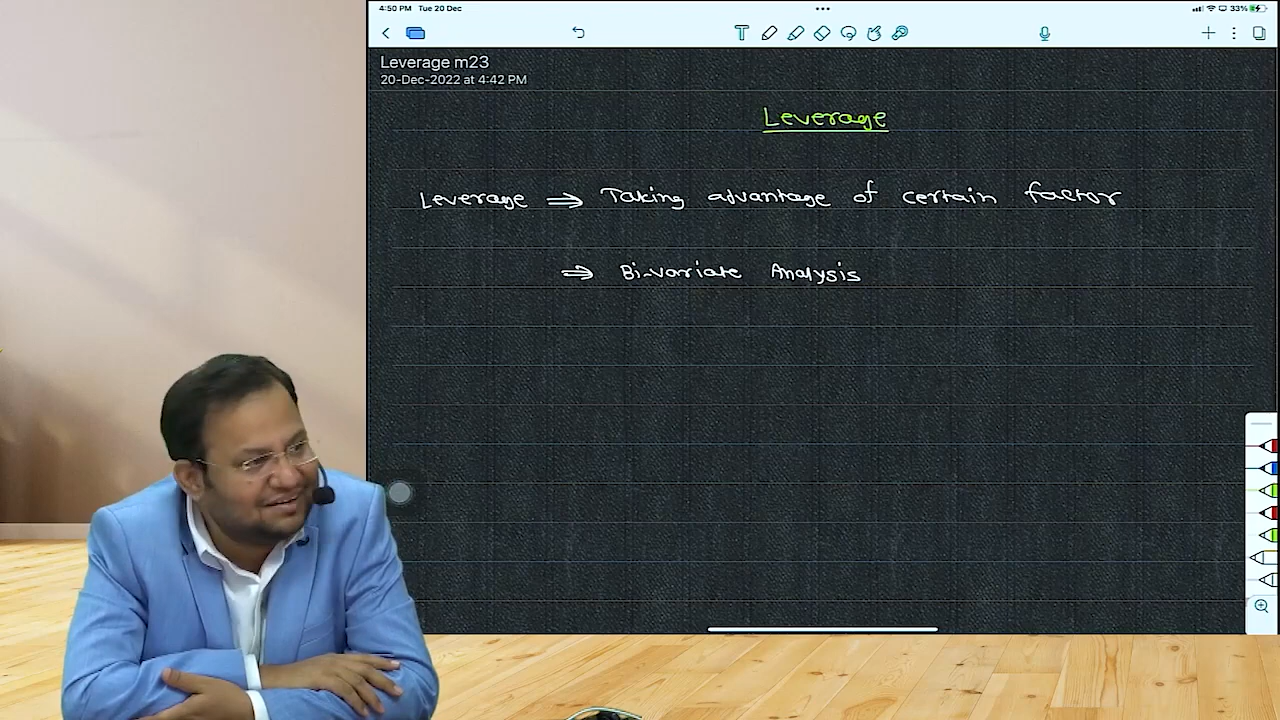 4:50 PM Tue 20 Dec
33%
Leverage m23
20-Dec-2022 at 4:42 PM
Leverage
Leverage ⇒ Taking advantage of certain factor
⇒ Bi-variate Analysis